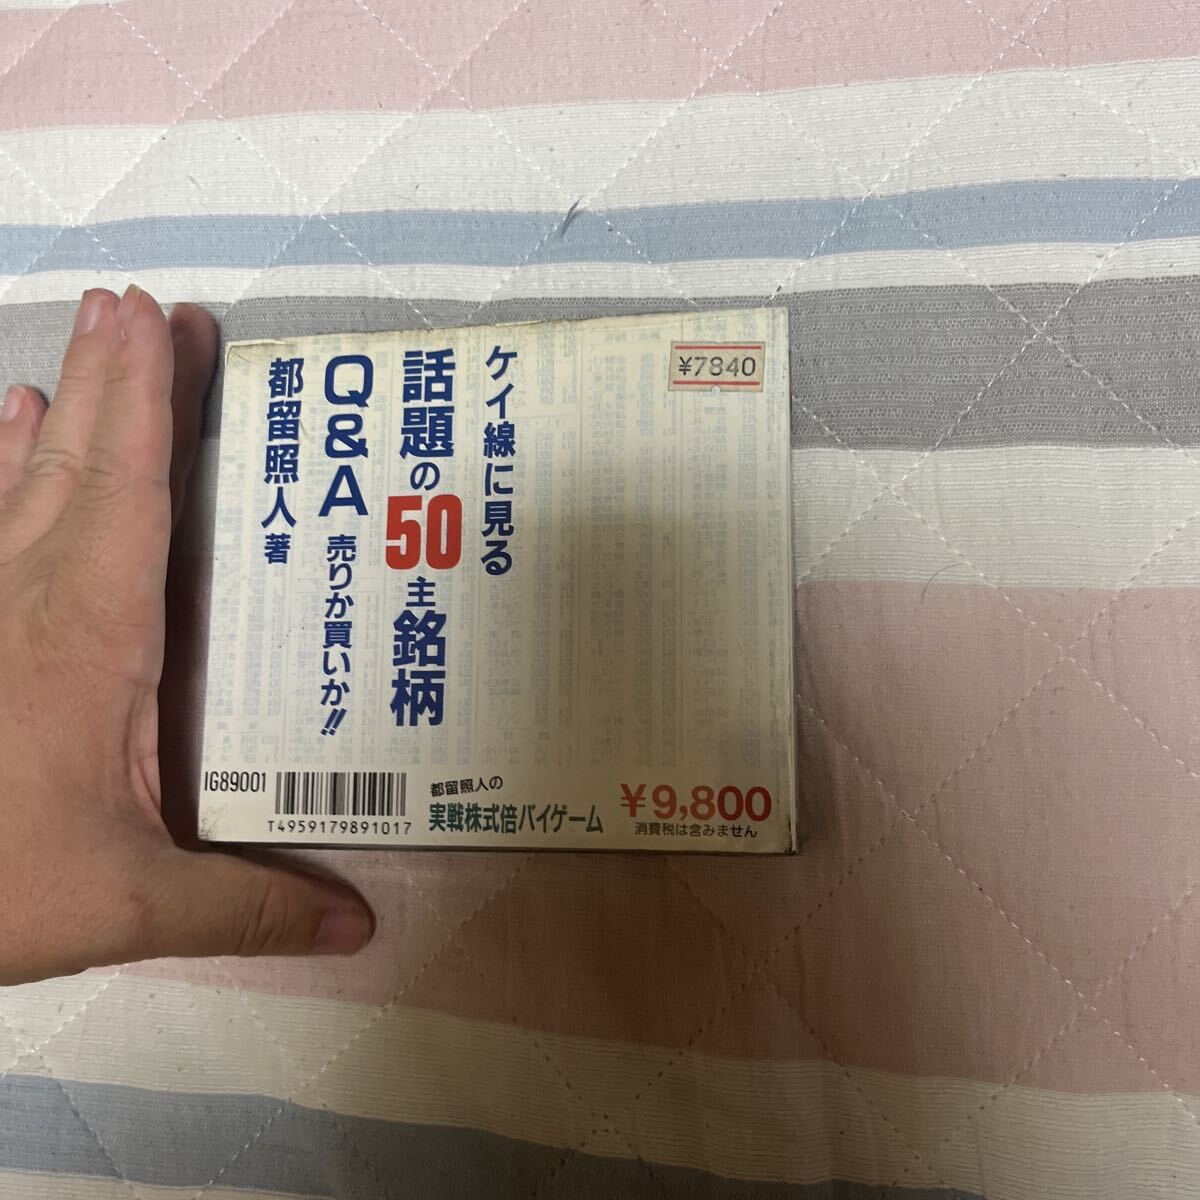 ¥7840
ケイ線に見る
話題の50主銘柄
Q&A 売りか買いか!!
都留照人 著
IG89001
T4959179891017
都留照人の
実戦株式倍バイゲーム
¥9,800
消費税は含みません